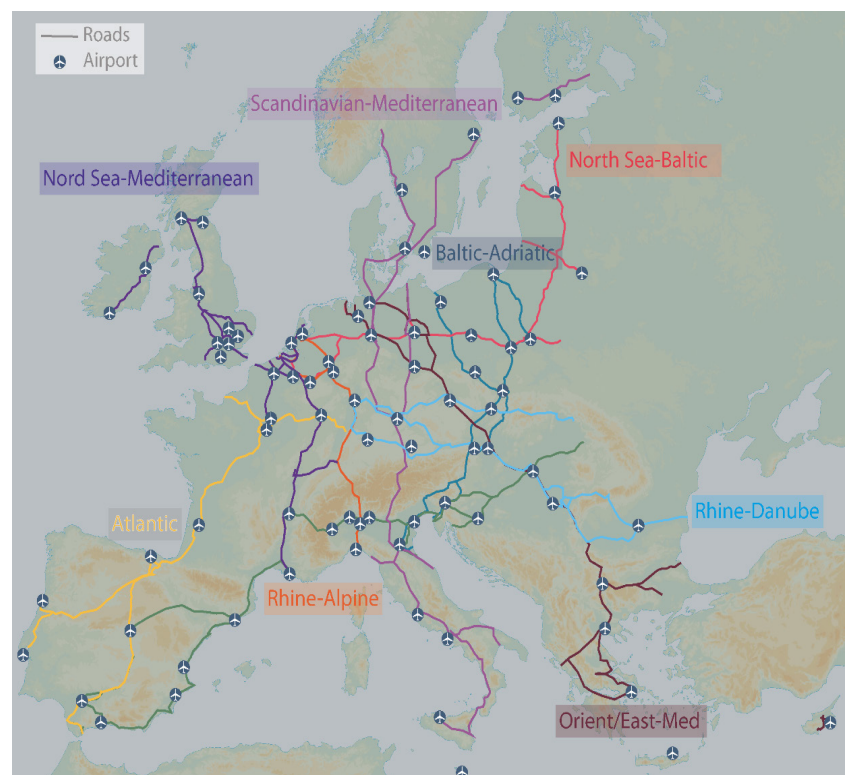 Roads
Airport
Scandinavian-Mediterranean
North Sea-Baltic
Nord Sea-Mediterranean
Baltic-Adriatic
Atlantic
Rhine-Danube
Rhine-Alpine
Orient/East-Med